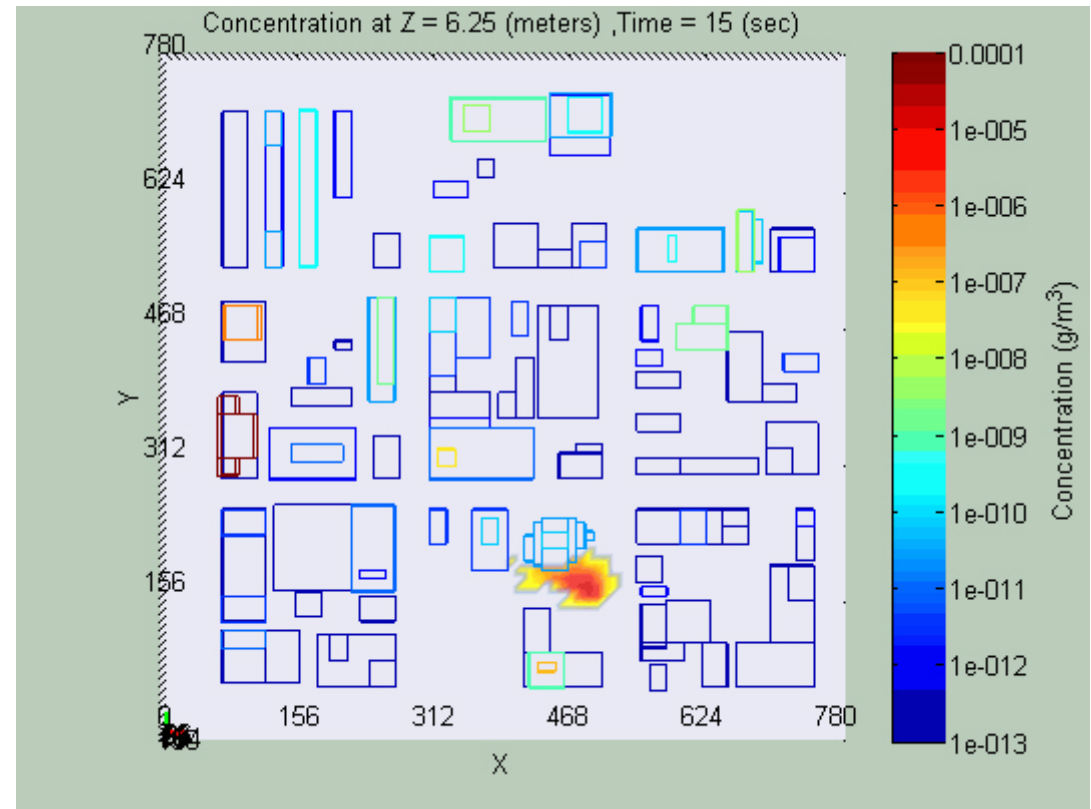 Concentration at Z = 6.25 (meters) ,Time = 15 (sec)
780
624
468
312
156
0
Y
0 156 312 468 624 780
X
0.0001
1e-005
1e-006
1e-007
1e-008
1e-009
1e-010
1e-011
1e-012
1e-013
Concentration (g/m³)